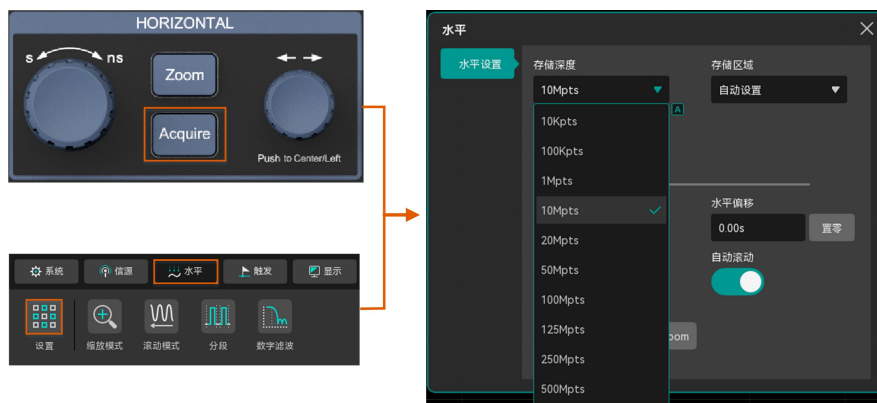 HORIZONTAL
s
ns
Zoom
Acquire
Push to Center/Left
系统
信源
水平
触发
显示
设置
缩放模式
滚动模式
分段
数字滤波
水平
水平设置
存储深度
存储区域
10Mpts
自动设置
A
10Kpts
100Kpts
1Mpts
10Mpts
水平偏移
0.00s
置零
20Mpts
自动滚动
50Mpts
100Mpts
125Mpts
oom
250Mpts
500Mpts